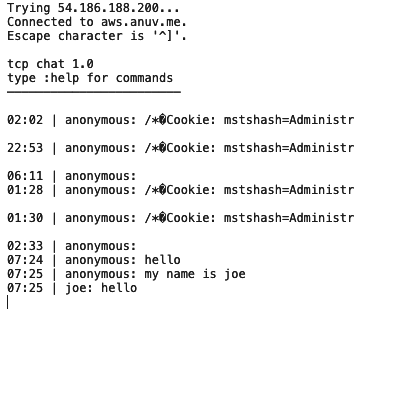 Trying 54.186.188.200...
Connected to aws.anuv.me.
Escape character is '^]'.
tcp chat 1.0
type :help for commands
02:02 | anonymous: /*�Cookie: mstshash=Administr
22:53 | anonymous: /*�Cookie: mstshash=Administr
06:11 | anonymous:
01:28 | anonymous: /*�Cookie: mstshash=Administr
01:30 | anonymous: /*�Cookie: mstshash=Administr
02:33 | anonymous:
07:24 | anonymous: hello
07:25 | anonymous: my name is joe
07:25 | joe: hello